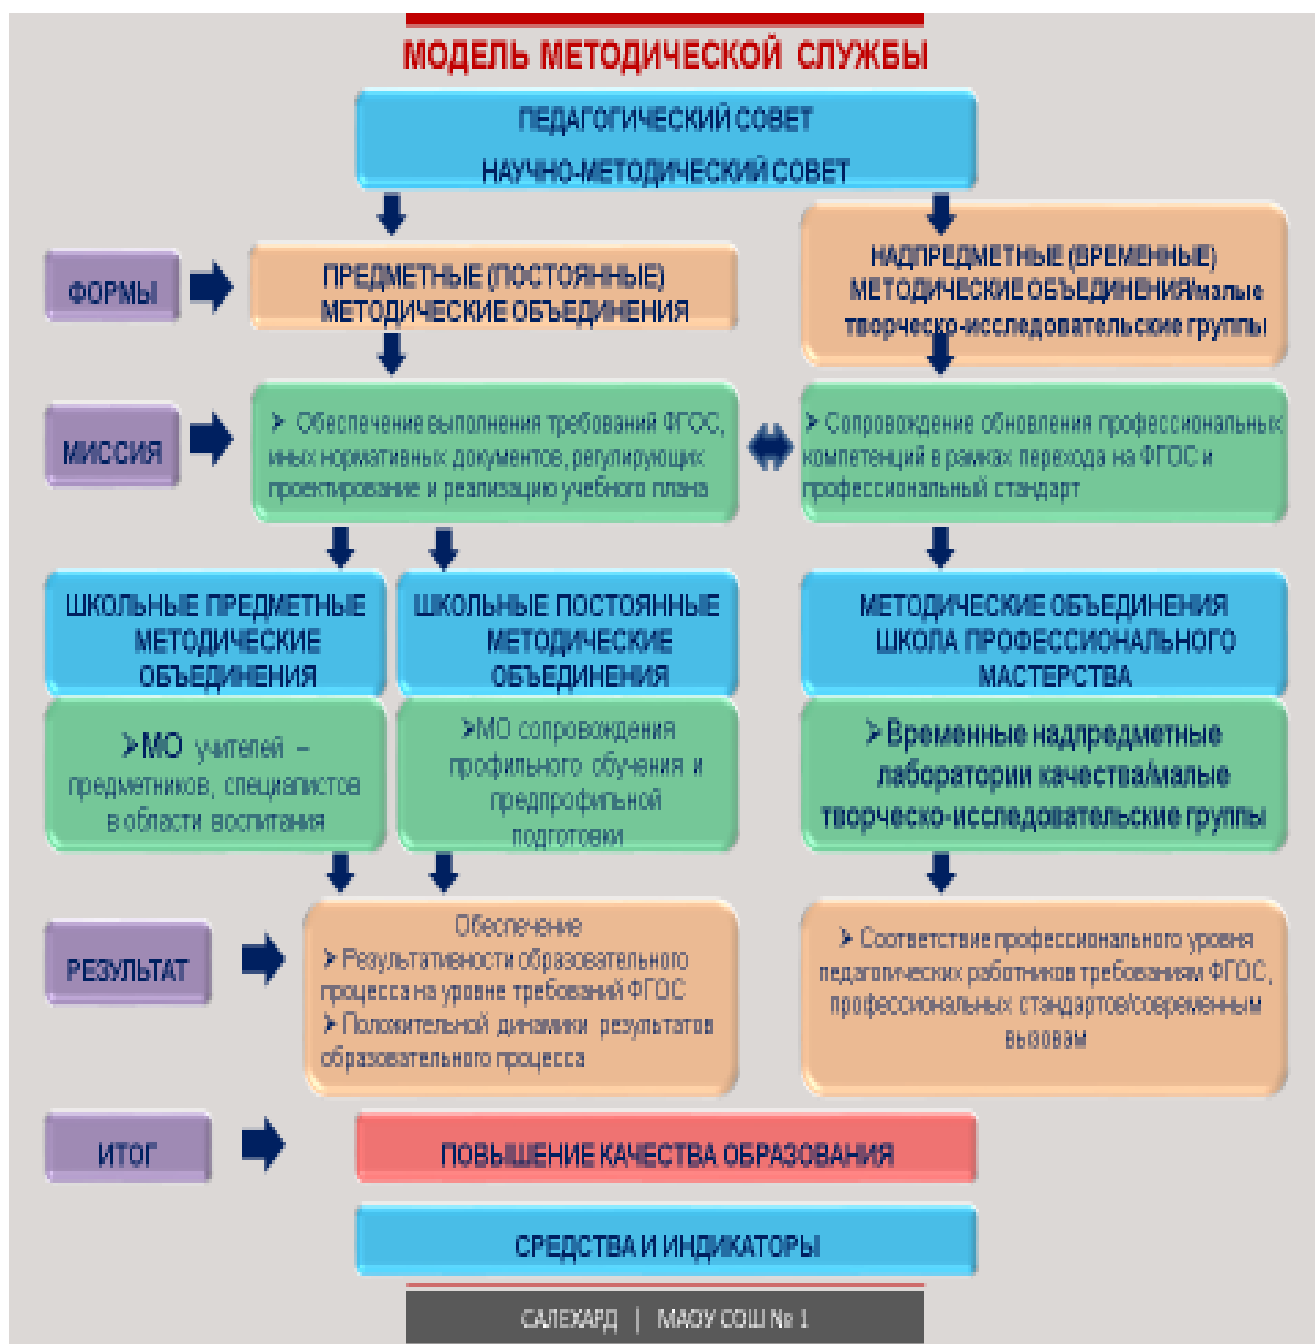 МОДЕЛЬ МЕТОДИЧЕСКОЙ СЛУЖБЫ
ПЕДАГОГИЧЕСКИЙ СОВЕТ
НАУЧНО-МЕТОДИЧЕСКИЙ СОВЕТ
ФОРМЫ
ПРЕДМЕТНЫЕ (ПОСТОЯННЫЕ)
МЕТОДИЧЕСКИЕ ОБЪЕДИНЕНИЯ
НАДПРЕДМЕТНЫЕ (ВРЕМЕННЫЕ)
МЕТОДИЧЕСКИЕ ОБЪЕДИНЕНИЯ/малые
творческо-исследовательские группы
МИССИЯ
➤ Обеспечение выполнения требований ФГОС,
иных нормативных документов, регулирующих
проектирование и реализацию учебного плана
➤ Сопровождение обновления профессиональных
компетенций в рамках перехода на ФГОС и
профессиональный стандарт
ШКОЛЬНЫЕ ПРЕДМЕТНЫЕ
МЕТОДИЧЕСКИЕ
ОБЪЕДИНЕНИЯ
ШКОЛЬНЫЕ ПОСТОЯННЫЕ
МЕТОДИЧЕСКИЕ
ОБЪЕДИНЕНИЯ
МЕТОДИЧЕСКИЕ ОБЪЕДИНЕНИЯ
ШКОЛА ПРОФЕССИОНАЛЬНОГО
МАСТЕРСТВА
➤МО учителей –
предметников, специалистов
в области воспитания
➤МО сопровождения
профильного обучения и
предпрофильной
подготовки
➤Временные надпредметные
лаборатории качества/малые
творческо-исследовательские группы
РЕЗУЛЬТАТ
Обеспечение
➤ Результативности образовательного
процесса на уровне требований ФГОС
➤ Положительной динамики результатов
образовательного процесса
➤ Соответствие профессионального уровня
педагогических работников требованиям ФГОС,
профессиональных стандартов/современным
вызовам
ИТОГ
ПОВЫШЕНИЕ КАЧЕСТВА ОБРАЗОВАНИЯ
СРЕДСТВА И ИНДИКАТОРЫ
САЛЕХАРД | МАОУ СОШ № 1